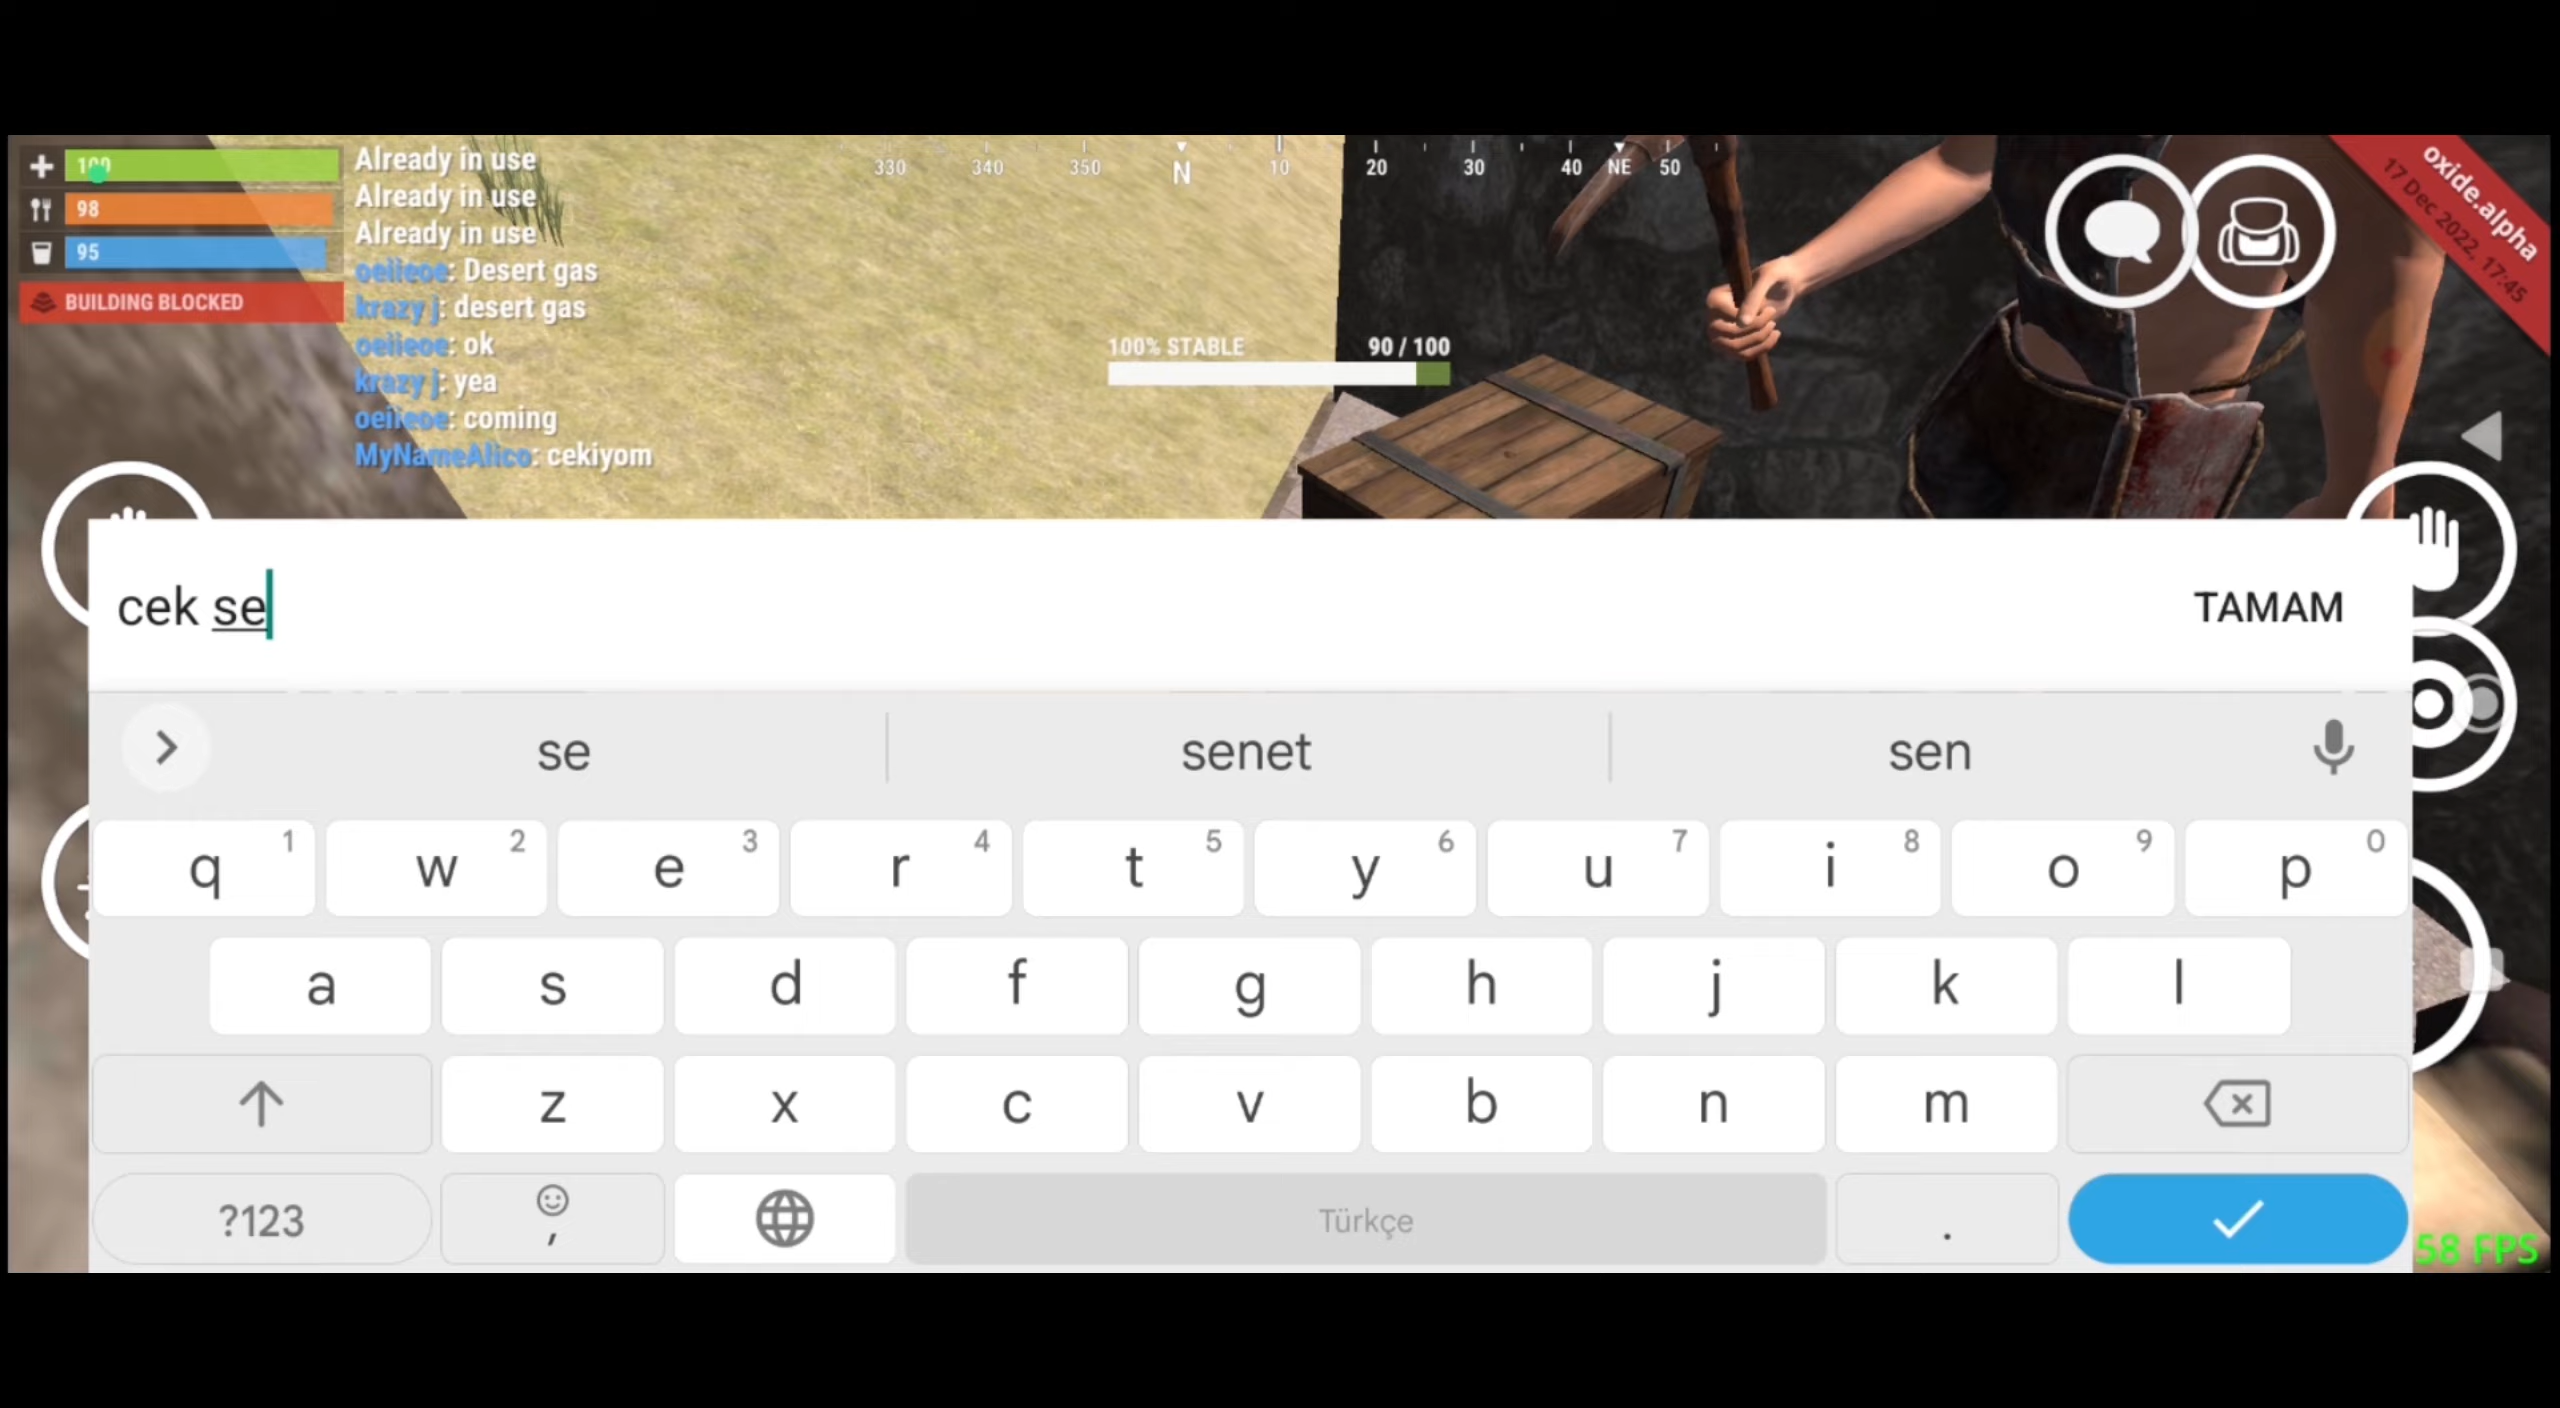 100
98
95
BUILDING BLOCKED
Already in use
Already in use
Already in use
oeiieoe: Desert gas
krazy j: desert gas
oeiieoe: ok
krazy j: yea
oeiieoe: coming
MyNameAlico: cekiyom
330 340 350 N 10 20 30 40 NE 50
100% STABLE 90 / 100
oxide.alpha
17 Dec 2022, 17:45
cek se
TAMAM
se senet sen
q 1 w 2 e 3 r 4 t 5 y 6 u 7 i 8 o 9 p 0
a s d f g h j k l
z x c v b n m
?123 , Türkçe .
58 FPS